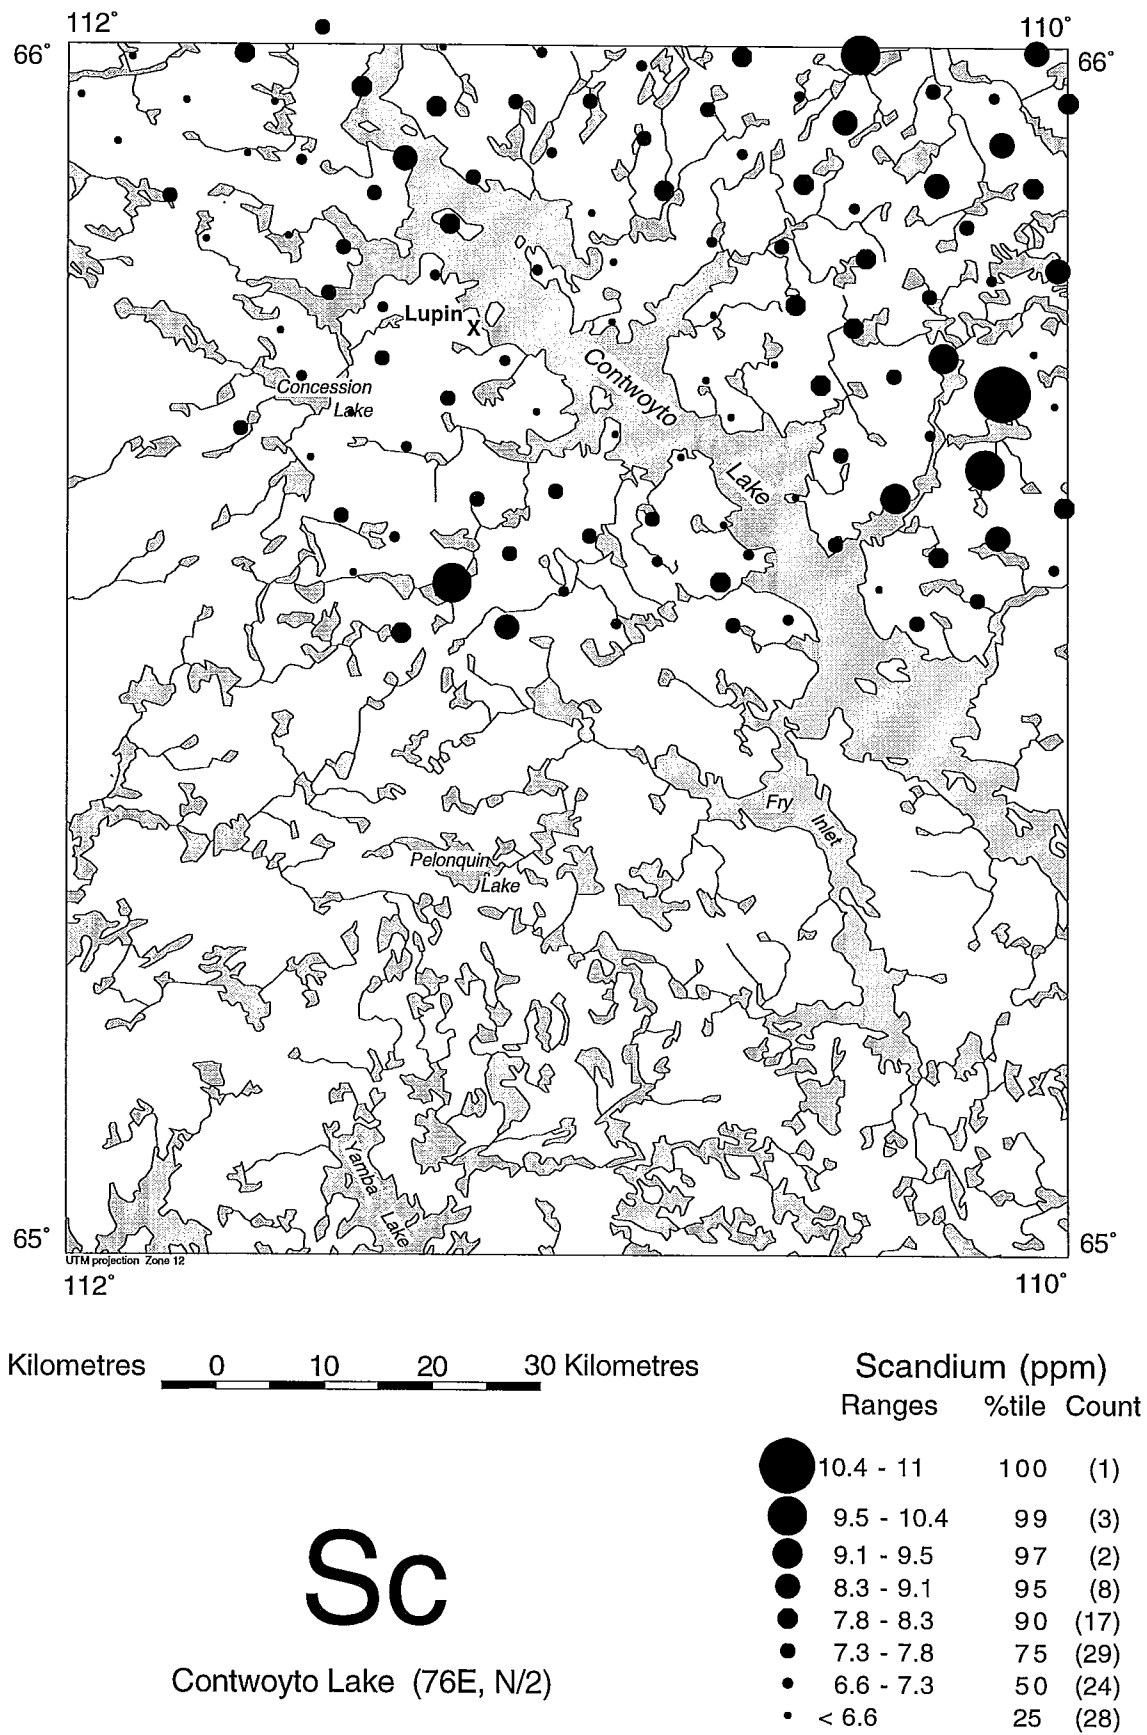 112° 110°
66° 66°
Lupin
X
Contwoyto
Concession
Lake
Lake
Fry
Inlet
Pelonquin
Lake
Yamba
Lake
65° 65°
UTM projection Zone 12
112° 110°
Kilometres 0 10 20 30 Kilometres
Scandium (ppm)
Ranges %tile Count
10.4 - 11 100 (1)
9.5 - 10.4 99 (3)
9.1 - 9.5 97 (2)
8.3 - 9.1 95 (8)
7.8 - 8.3 90 (17)
7.3 - 7.8 75 (29)
6.6 - 7.3 50 (24)
< 6.6 25 (28)
Sc
Contwoyto Lake (76E, N/2)